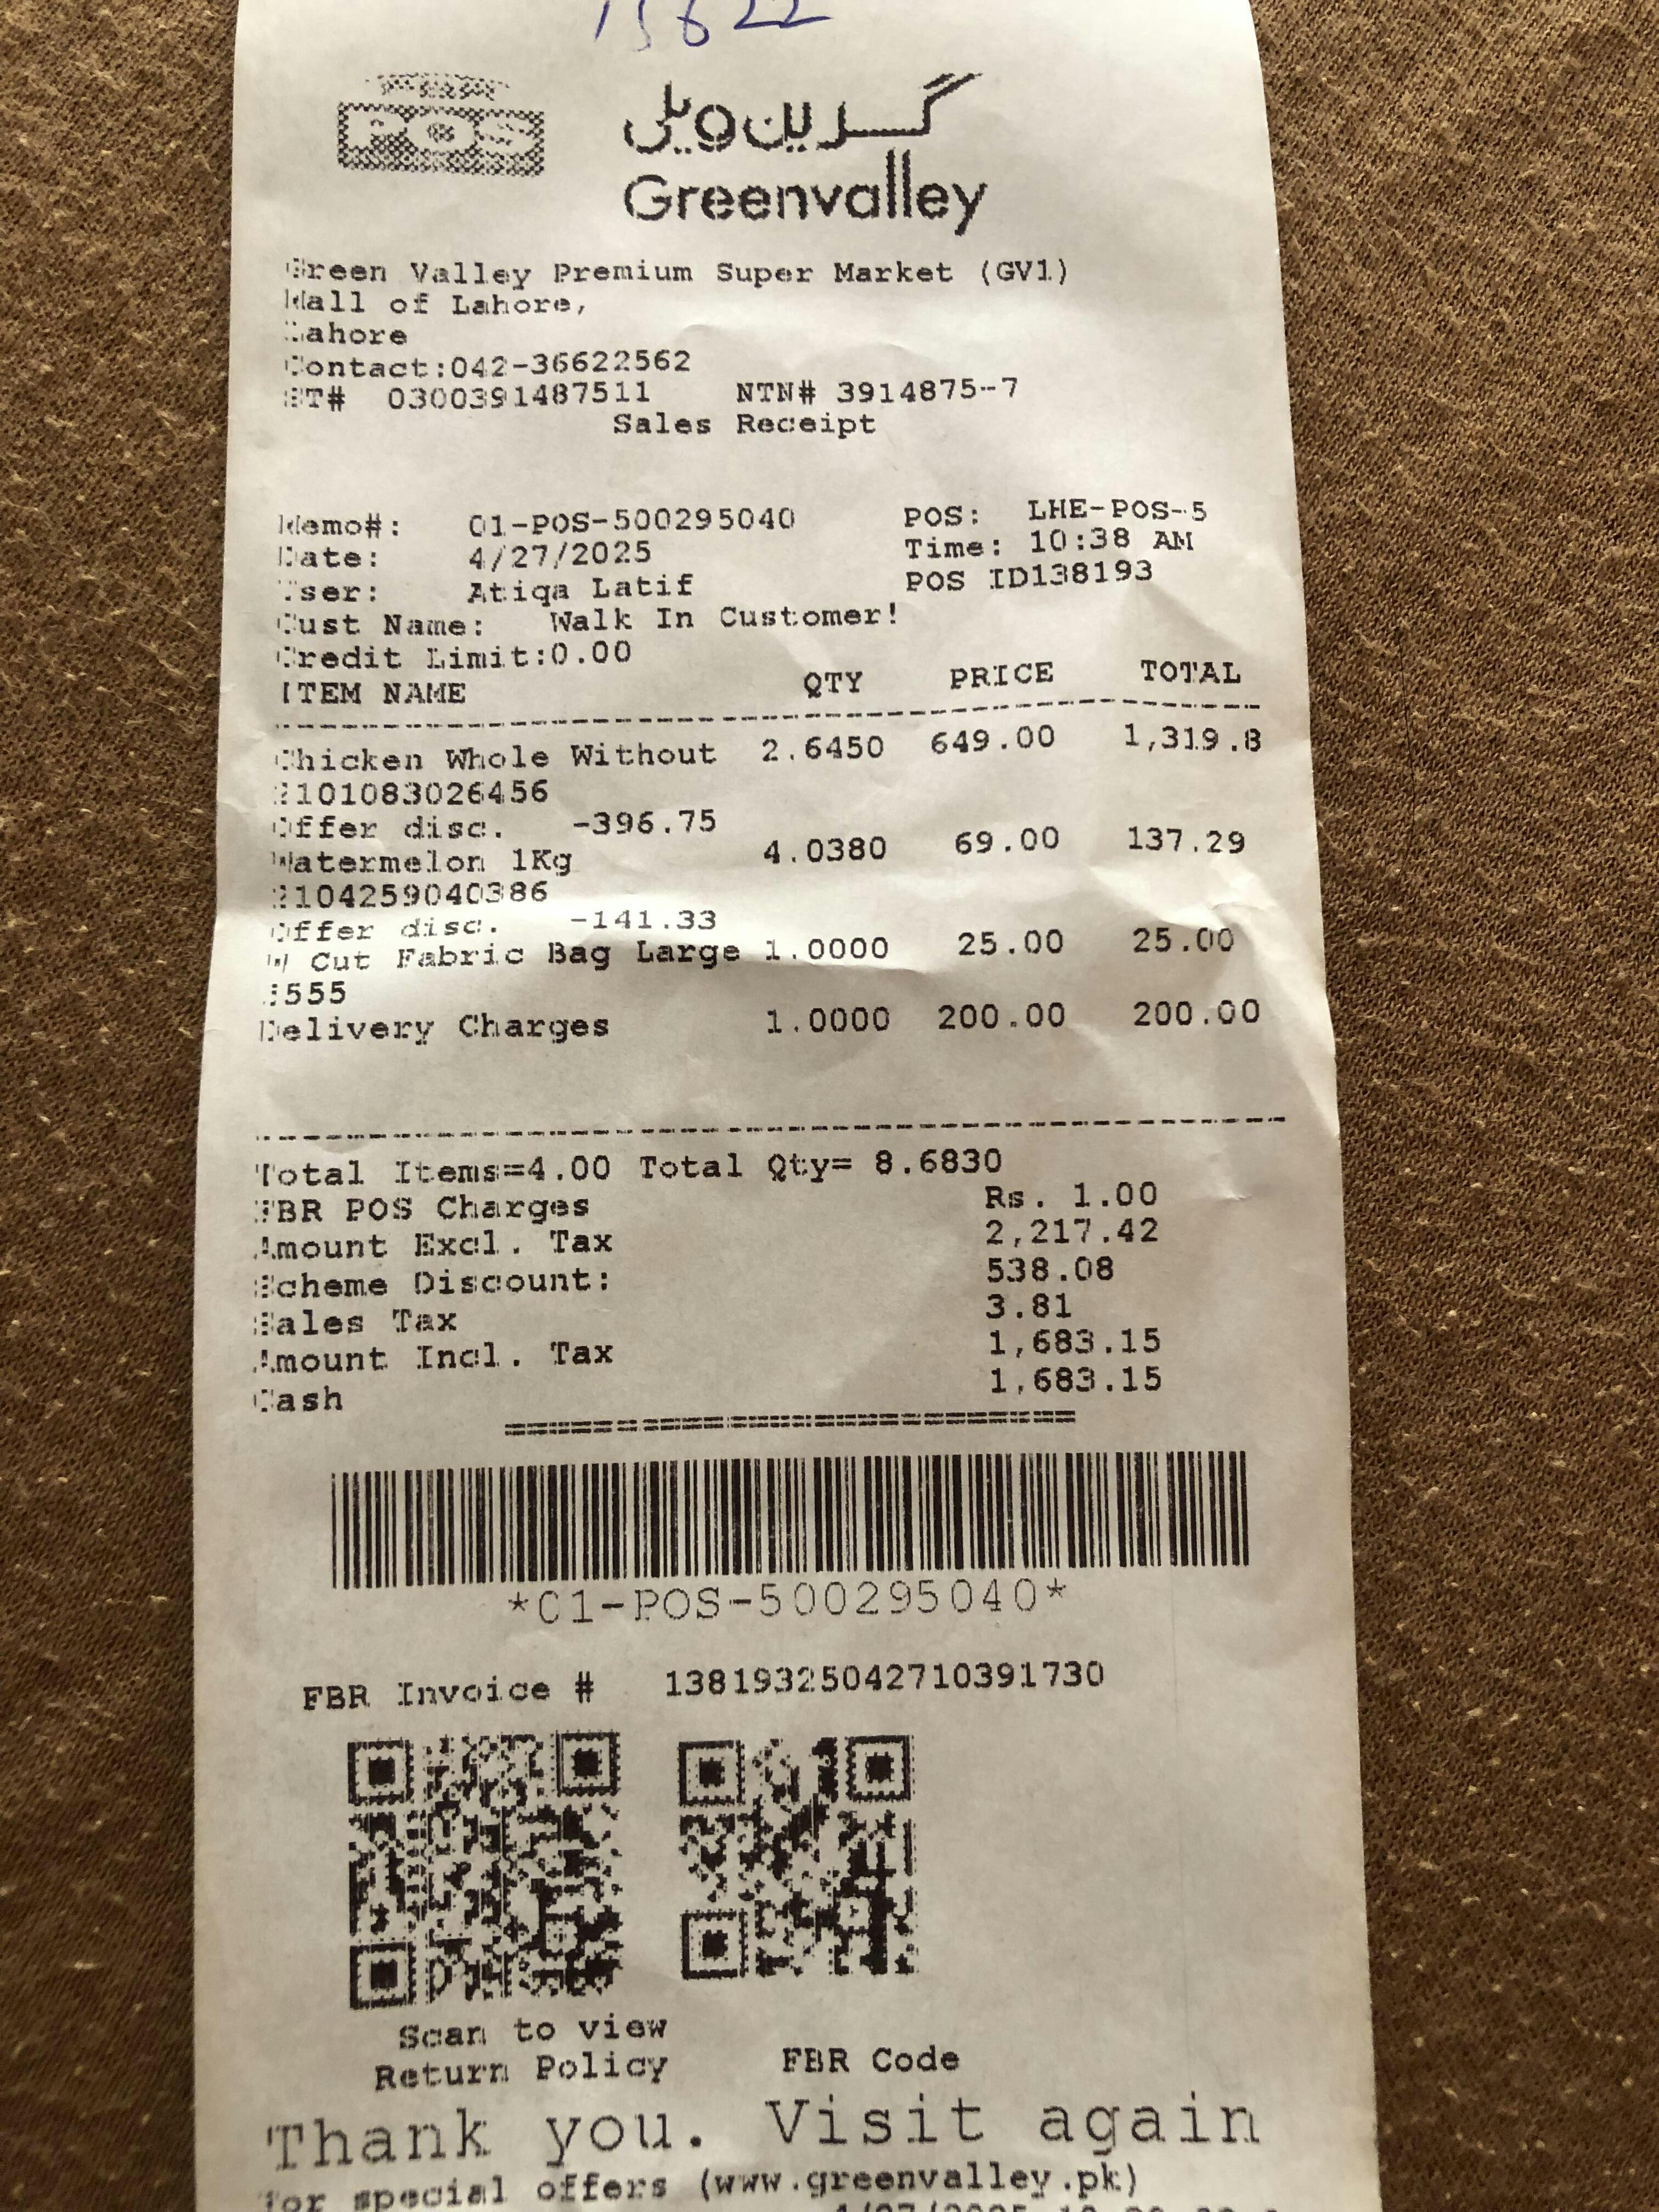 15622
POS
گرین ویلی
Greenvalley
Green Valley Premium Super Market (GV1)
Mall of Lahore,
Lahore
Contact:042-36622562
ST# 0300391487511 NTN# 3914875-7
Sales Receipt
Memo#: 01-POS-500295040 POS: LHE-POS-5
Date: 4/27/2025 Time: 10:38 AM
User: Atiqa Latif POS ID138193
Cust Name: Walk In Customer!
Credit Limit:0.00
ITEM NAME QTY PRICE TOTAL
Chicken Whole Without 2.6450 649.00 1,319.8
2101083026456
Offer disc. -396.75
Watermelon 1Kg 4.0380 69.00 137.29
2104259040386
Offer disc. -141.33
W Cut Fabric Bag Large 1.0000 25.00 25.00
Delivery Charges 1.0000 200.00 200.00
Total Items=4.00 Total Qty= 8.6830
FBR POS Charges Rs. 1.00
Amount Excl. Tax 2,217.42
Scheme Discount: 538.08
Sales Tax 3.81
Amount Incl. Tax 1,683.15
Cash 1,683.15
*C1-POS-500295040*
FBR Invoice # 13819325042710391730
Scan to view
Return Policy FBR Code
Thank you. Visit again
for special offers (www.greenvalley.pk)